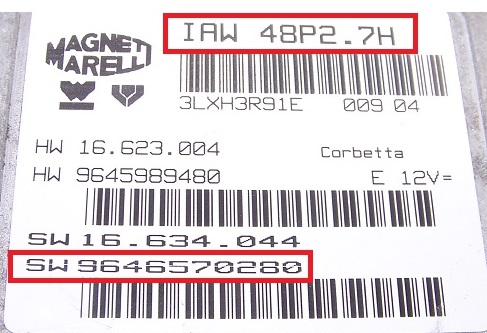 IAW 48P2.7H
MAGNETI
MARELLI
3LXH3R91E 009 04
HW 16.623.004 Corbetta
HW 9645989480 E 12V=
SW 16.634.044
SW 9646570280